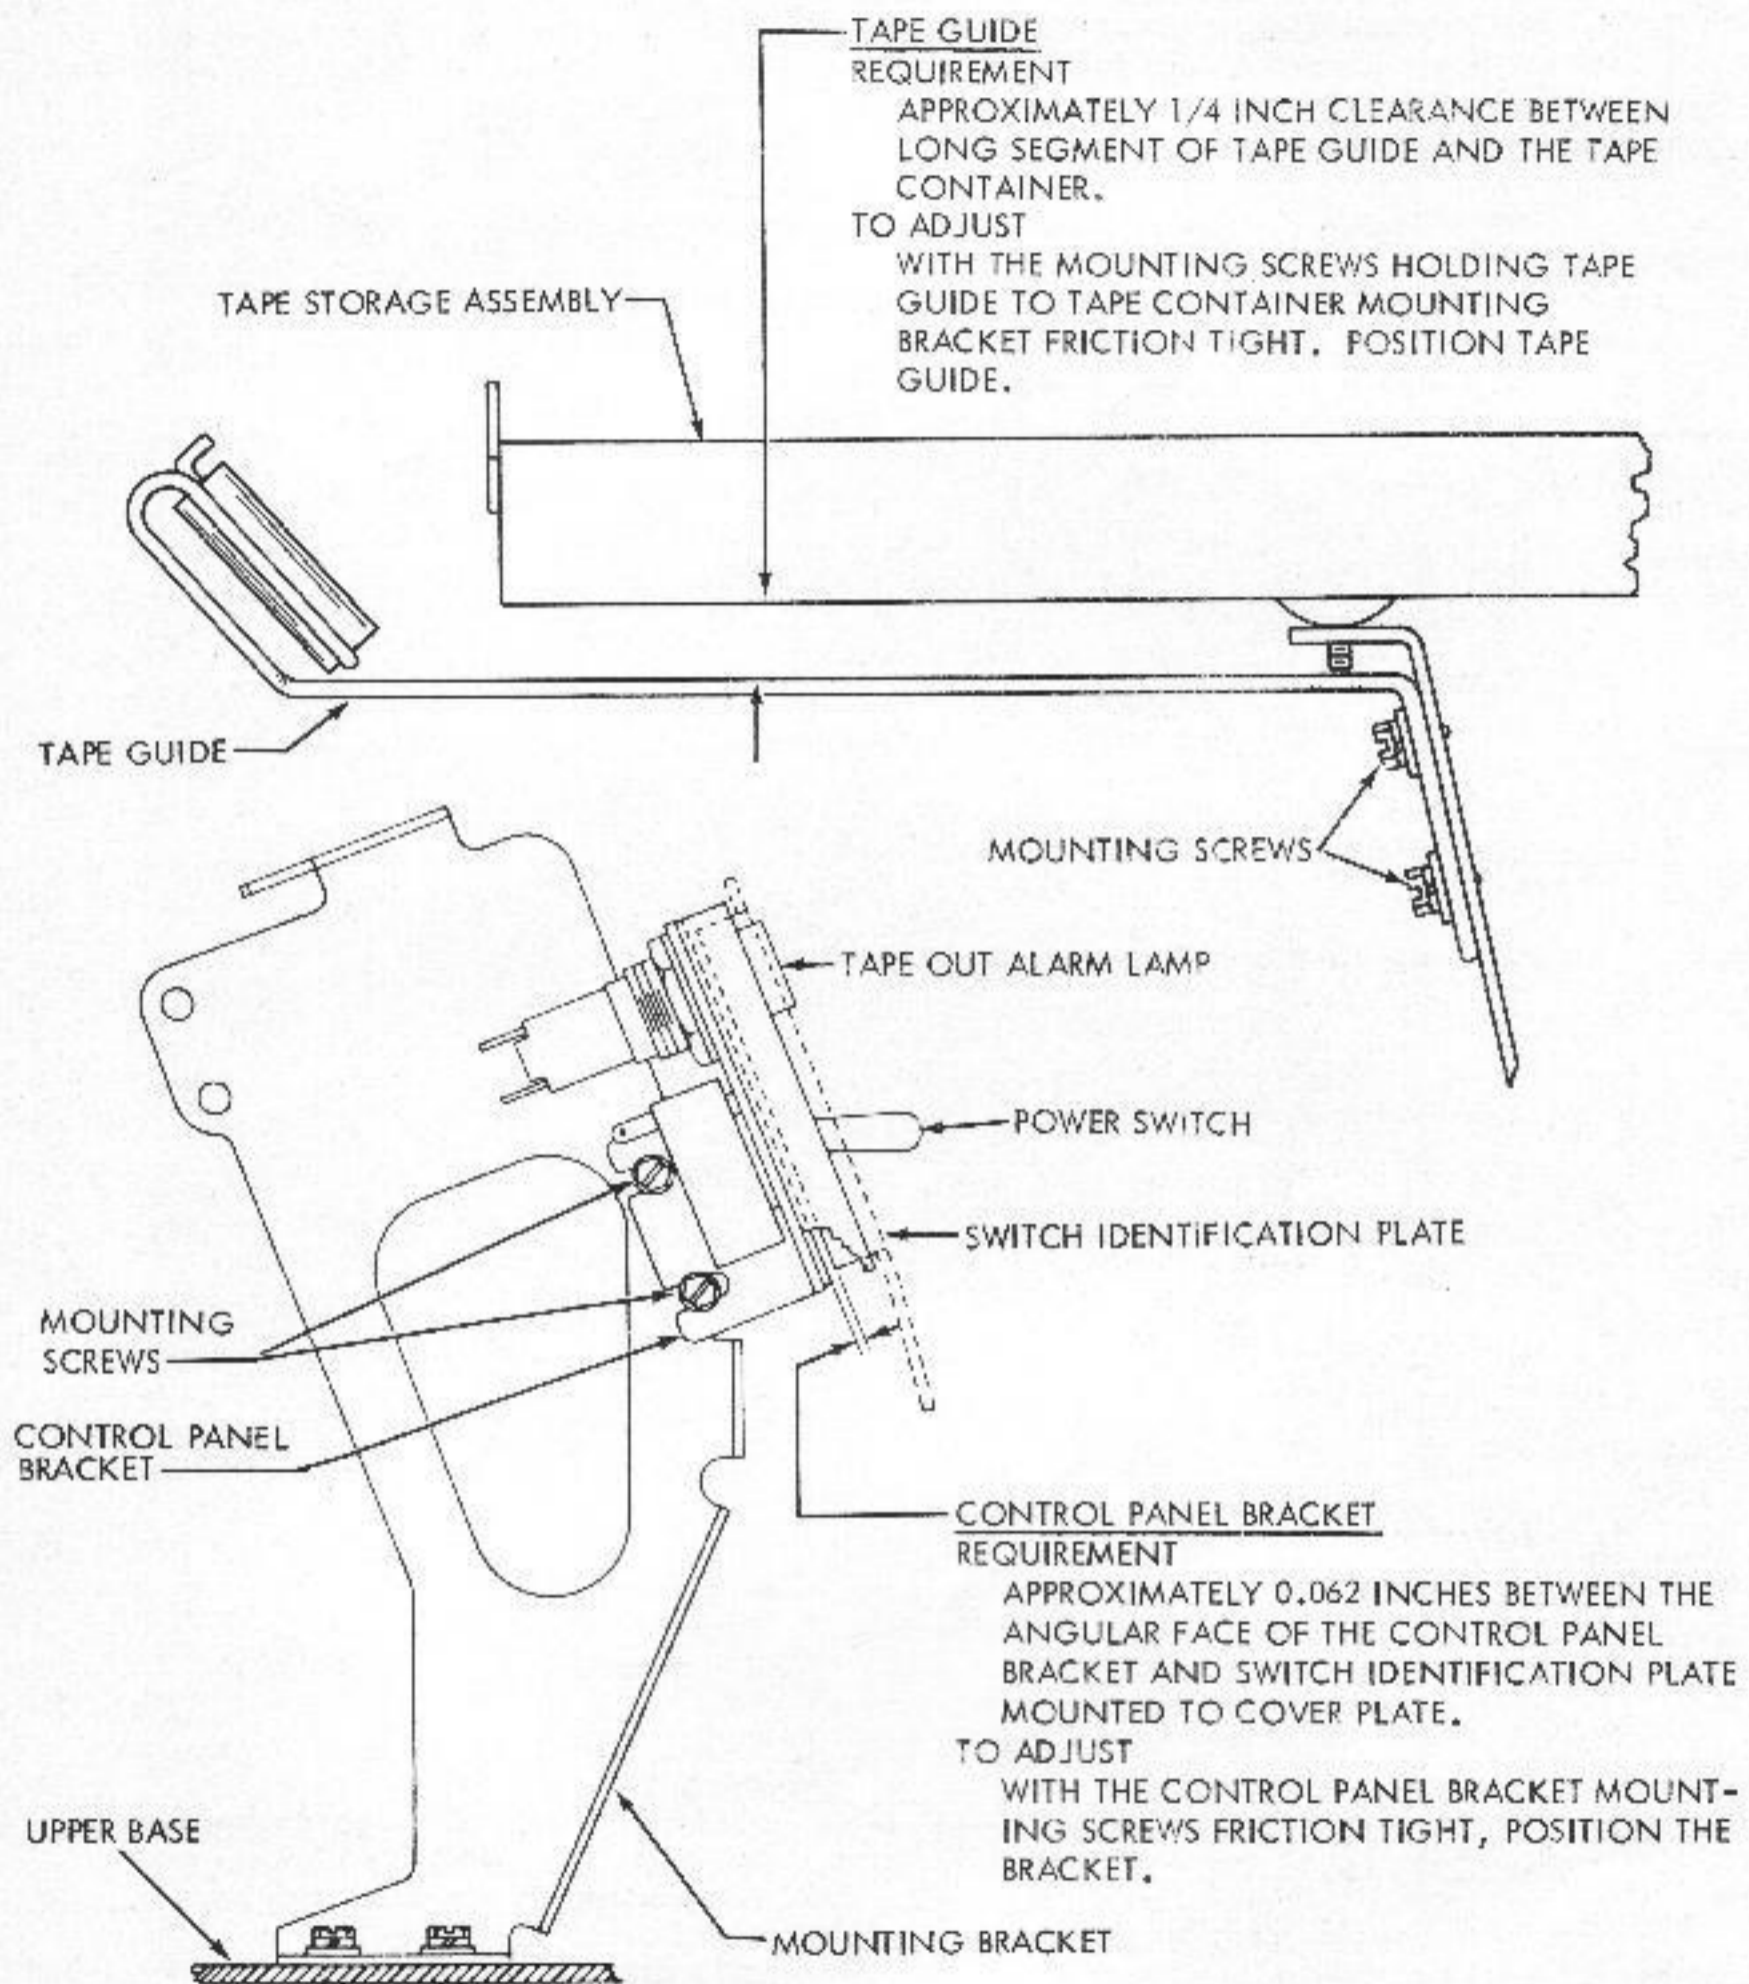 TAPE GUIDE
REQUIREMENT
APPROXIMATELY 1/4 INCH CLEARANCE BETWEEN
LONG SEGMENT OF TAPE GUIDE AND THE TAPE
CONTAINER.
TO ADJUST
WITH THE MOUNTING SCREWS HOLDING TAPE
GUIDE TO TAPE CONTAINER MOUNTING
BRACKET FRICTION TIGHT. POSITION TAPE
GUIDE.
TAPE STORAGE ASSEMBLY
TAPE GUIDE
MOUNTING SCREWS
TAPE OUT ALARM LAMP
POWER SWITCH
SWITCH IDENTIFICATION PLATE
MOUNTING
SCREWS
CONTROL PANEL
BRACKET
CONTROL PANEL BRACKET
REQUIREMENT
APPROXIMATELY 0.062 INCHES BETWEEN THE
ANGULAR FACE OF THE CONTROL PANEL
BRACKET AND SWITCH IDENTIFICATION PLATE
MOUNTED TO COVER PLATE.
TO ADJUST
WITH THE CONTROL PANEL BRACKET MOUNT-
ING SCREWS FRICTION TIGHT, POSITION THE
BRACKET.
UPPER BASE
MOUNTING BRACKET